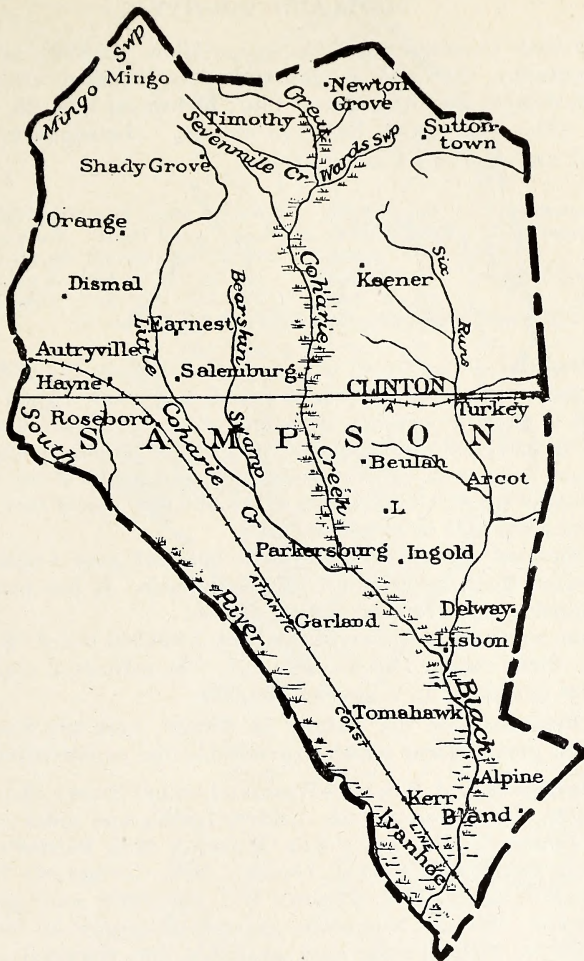 Mingo Swp
Mingo
Newton
Grove
Great
Timothy
Sevenmile Cr
Wards Swp
Sutton-
town
Shady Grove
Orange
Six Runs
Coharie Creek
Keener
Dismal
Bearskin Swamp
Earnest
Little Coharie Cr
Autryville
Salemburg
Hayne
CLINTON
A
Turkey
Roseboro
South River
SAMPSON
Beulah
Arcot
L
Parkersburg
Ingold
ATLANTIC COAST LINE
Garland
Delway
Lisbon
Black
Tomahawk
Alpine
Kerr
Bland
Ivanhoe